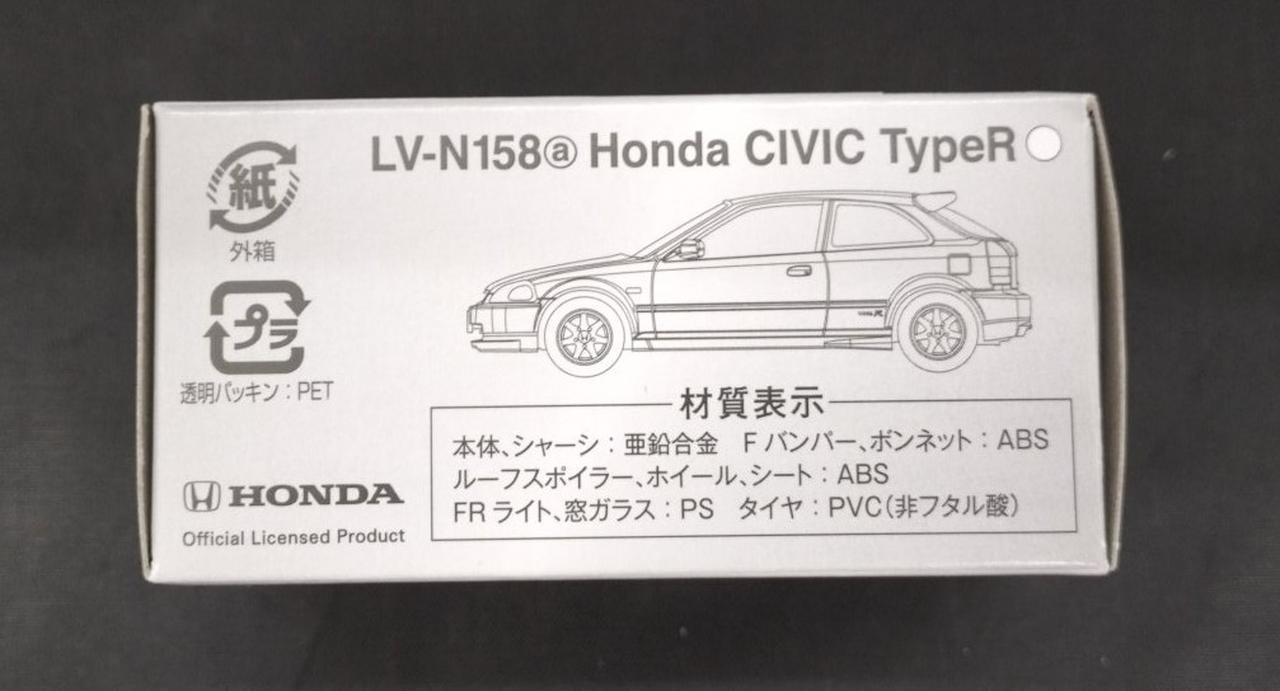 LV-N158ⓐ Honda CIVIC TypeR
紙
外箱
プラ
透明パッキン：PET
TYPE R
材質表示
本体、シャーシ：亜鉛合金　Fバンパー、ボンネット：ABS
ルーフスポイラー、ホイール、シート：ABS
FRライト、窓ガラス：PS　タイヤ：PVC（非フタル酸）
HONDA
Official Licensed Product